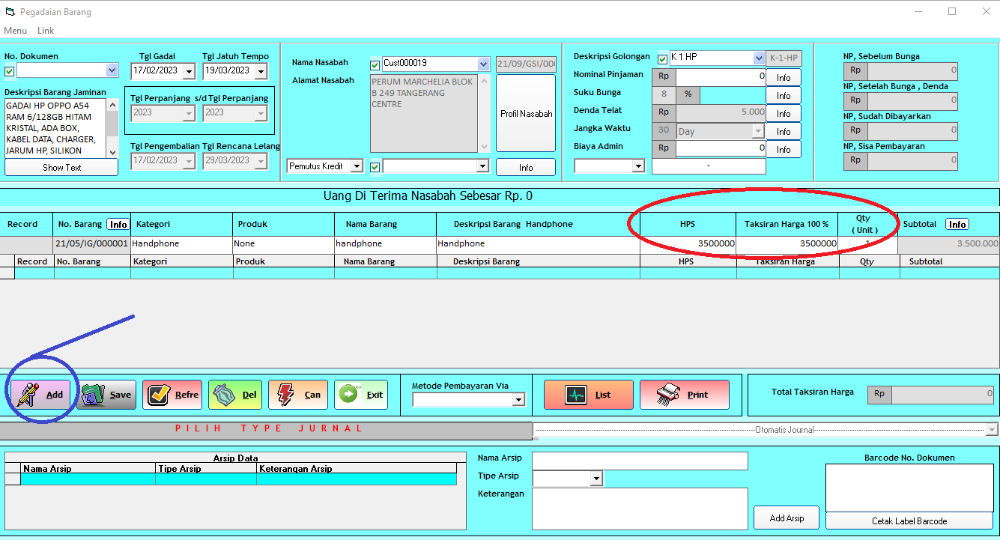 Pegadaian Barang
Menu Link
No. Dokumen
Tgl Gadai Tgl Jatuh Tempo
17/02/2023 19/03/2023
Deskripsi Barang Jaminan
GADAI HP OPPO A54
RAM 6/128GB HITAM
KRISTAL, ADA BOX,
KABEL DATA, CHARGER,
JARUM HP, SILIKON
Show Text
Tgl Perpanjang s/d Tgl Perpanjang
2023 2023
Tgl Pengembalian Tgl Rencana Lelang
17/02/2023 29/03/2023
Nama Nasabah Cust000019 21/09/GSI/00
Alamat Nasabah
PERUM MARCHELIA BLOK
B 249 TANGERANG
CENTRE
Profil Nasabah
Pemutus Kredit Info
Deskripsi Golongan K 1 HP K-1-HP
Nominal Pinjaman Rp 0 Info
Suku Bunga 8 % Info
Denda Telat Rp 5.000 Info
Jangka Waktu 30 Day Info
Biaya Admin Rp 0 Info
-
NP, Sebelum Bunga
Rp 0
NP, Setelah Bunga , Denda
Rp 0
NP, Sudah Dibayarkan
Rp 0
NP, Sisa Pembayaran
Rp 0
Uang Di Terima Nasabah Sebesar Rp. 0
Record No. Barang Info Kategori Produk Nama Barang Deskripsi Barang Handphone HPS Taksiran Harga 100 % Qty ( Unit ) Subtotal Info
21/05/IG/000001 Handphone None handphone Handphone 3500000 3500000 1 3.500.000
Record No. Barang Kategori Produk Nama Barang Deskripsi Barang HPS Taksiran Harga Qty Subtotal
Add Save Refre Del Can Exit
Metode Pembayaran Via
List Print
Total Taksiran Harga Rp 0
PILIH TYPE JURNAL
Otomatis Journal
Arsip Data
Nama Arsip Tipe Arsip Keterangan Arsip
Nama Arsip
Tipe Arsip
Keterangan
Add Arsip
Barcode No. Dokumen
Cetak Label Barcode